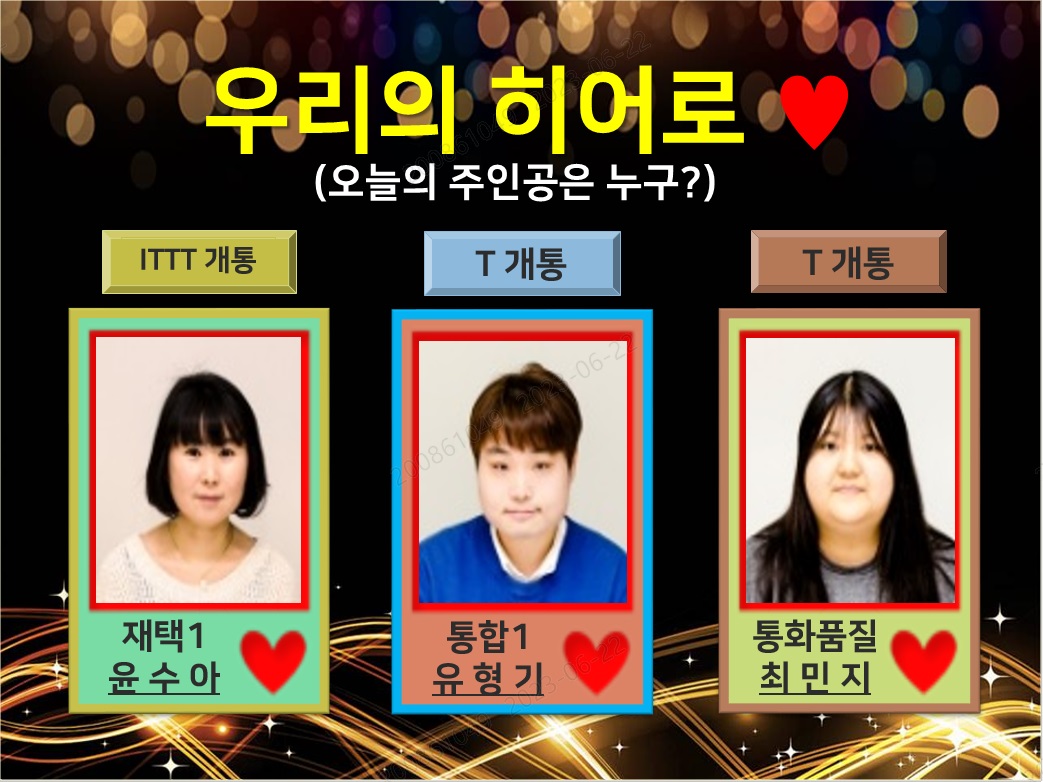 우리의 히어로 ♥
(오늘의 주인공은 누구?)
ITTT 개통
T 개통
T 개통
재택1
윤 수 아
통합1
유 형 기
통화품질
최 민 지